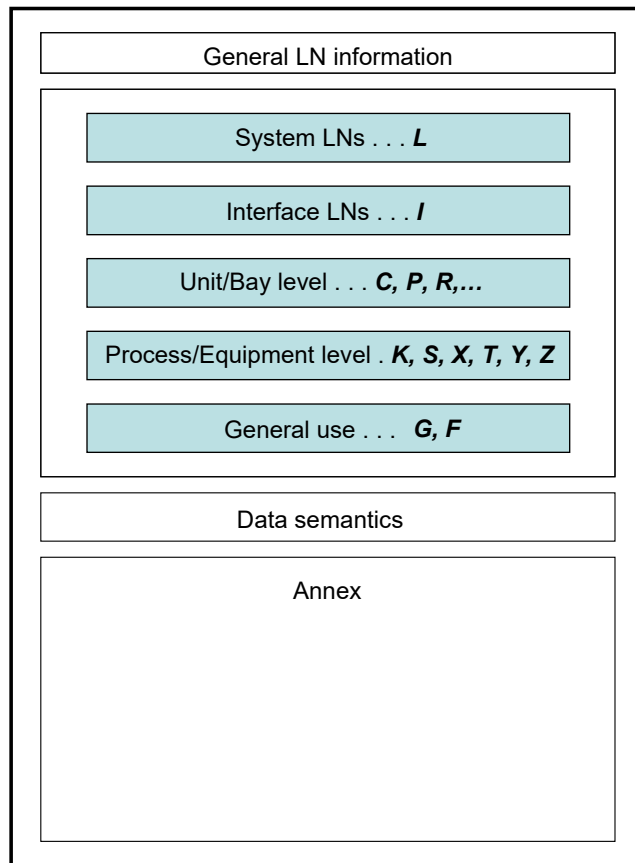 General LN information
System LNs . . . L
Interface LNs . . . I
Unit/Bay level . . . C, P, R,…
Process/Equipment level . K, S, X, T, Y, Z
General use . . . G, F
Data semantics
Annex